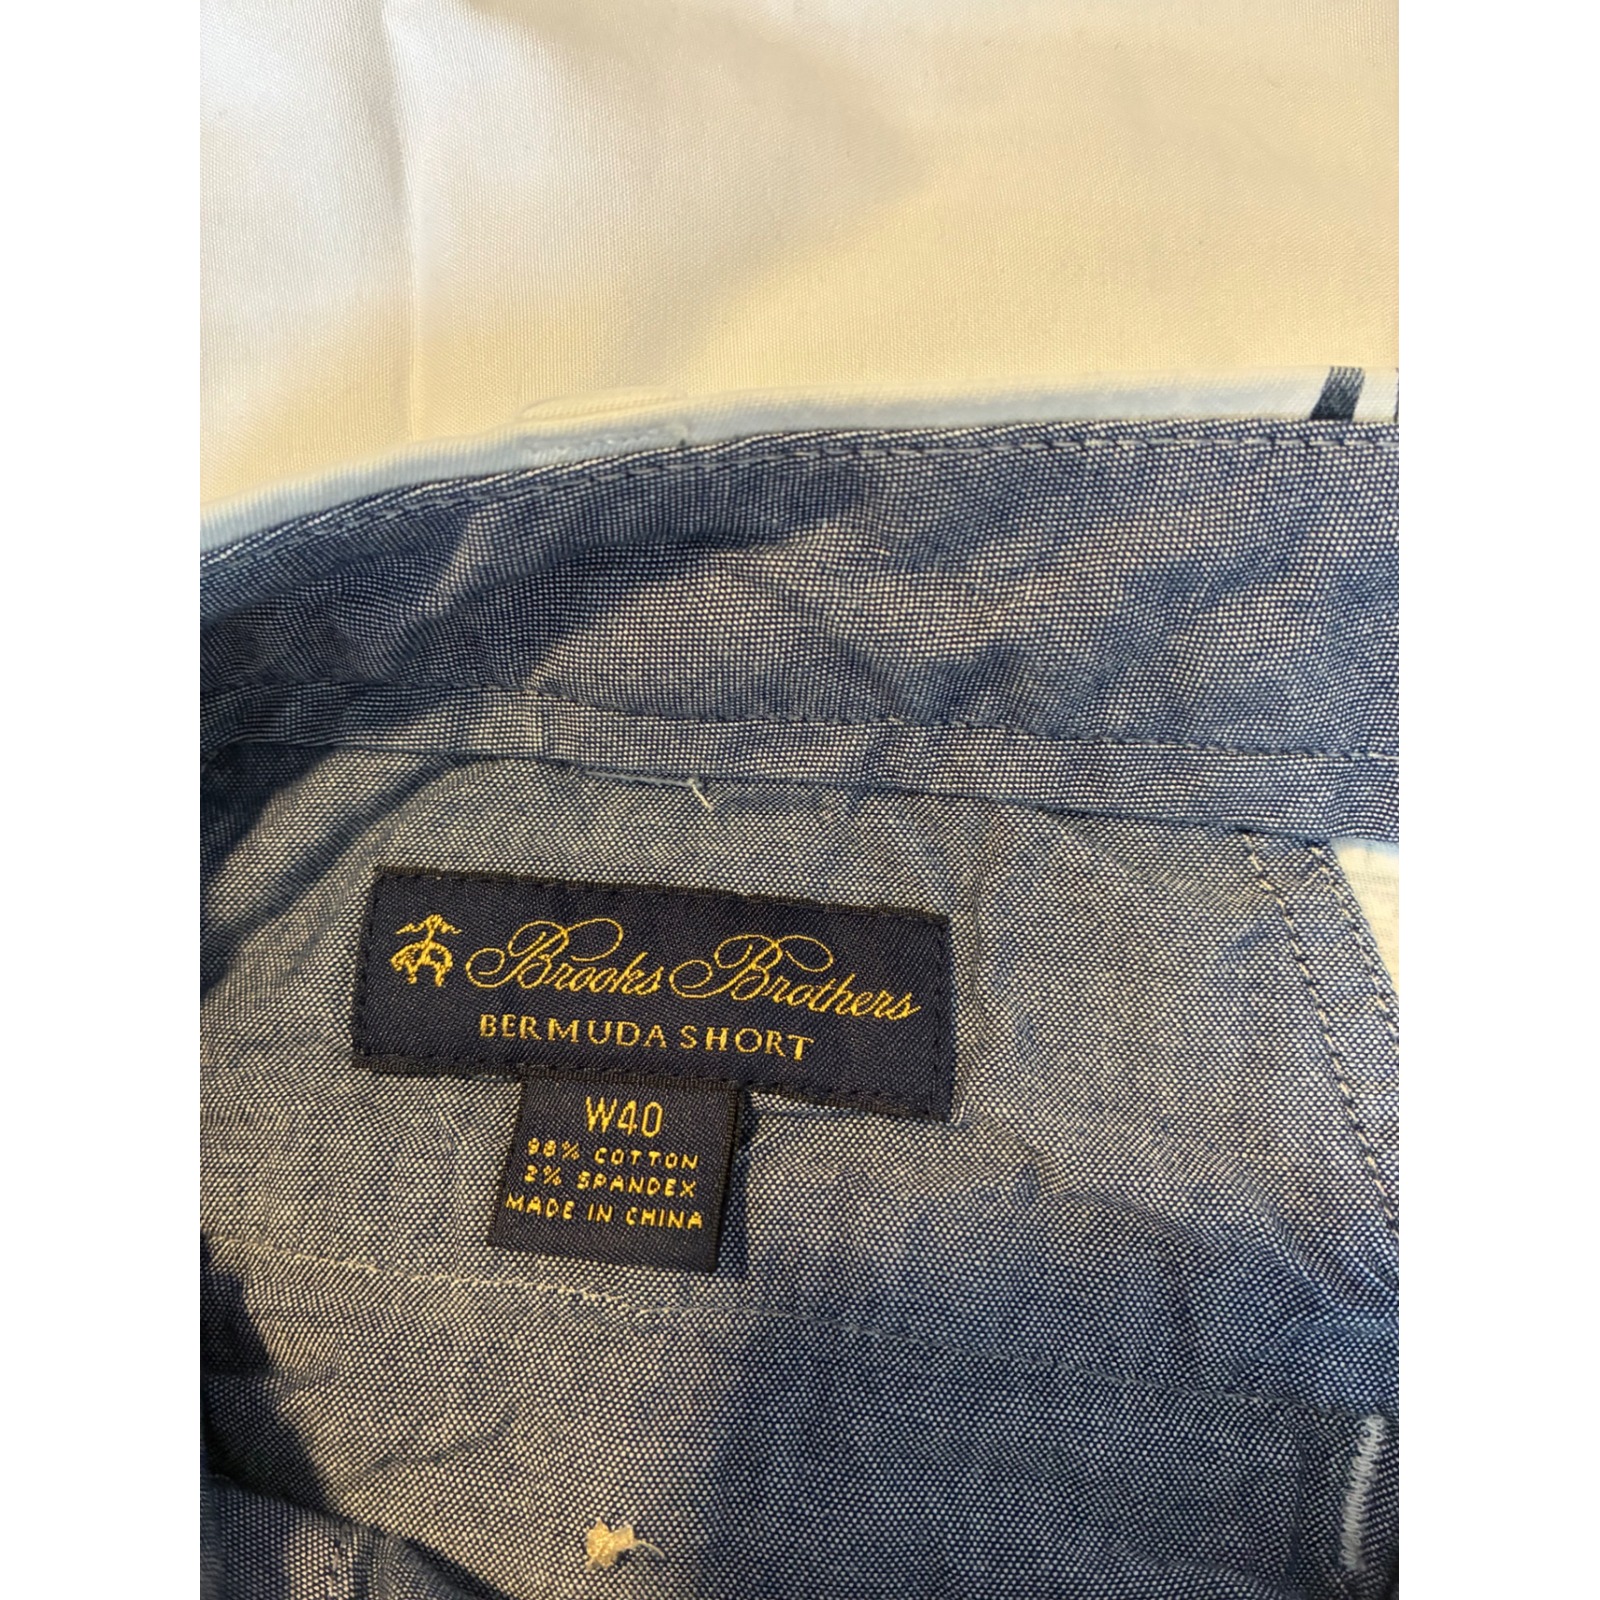 Brooks Brothers
BERMUDA SHORT
W40
98% COTTON
2% SPANDEX
MADE IN CHINA